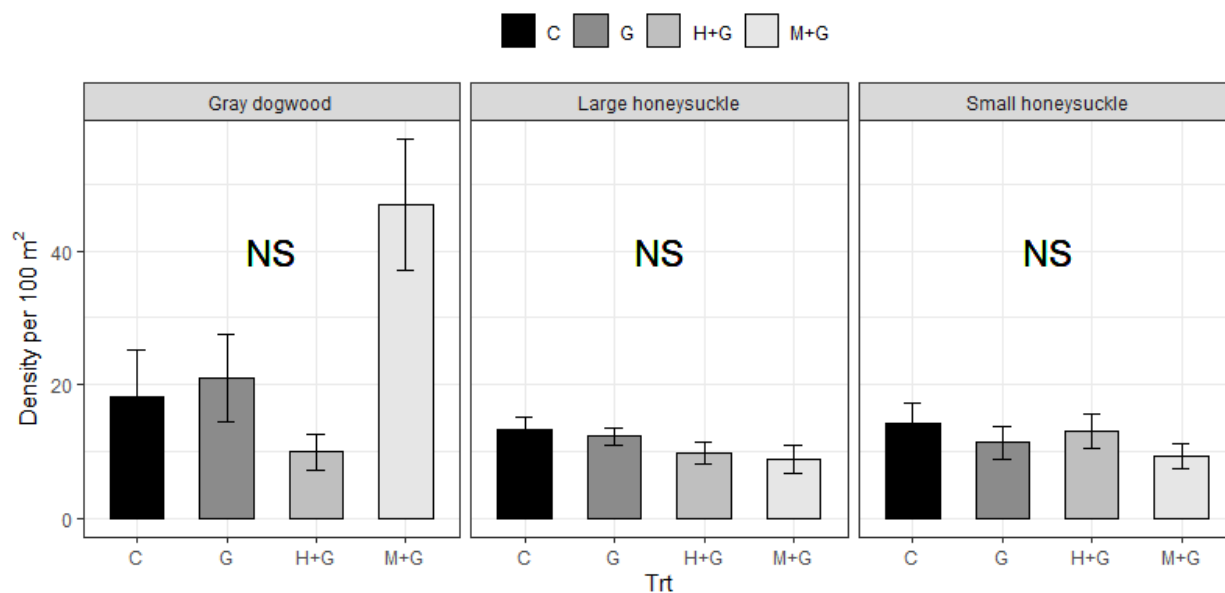 C G H+G M+G
Gray dogwood Large honeysuckle Small honeysuckle
Density per 100 m²
40
20
0
NS NS NS
C G H+G M+G C G H+G M+G C G H+G M+G
Trt